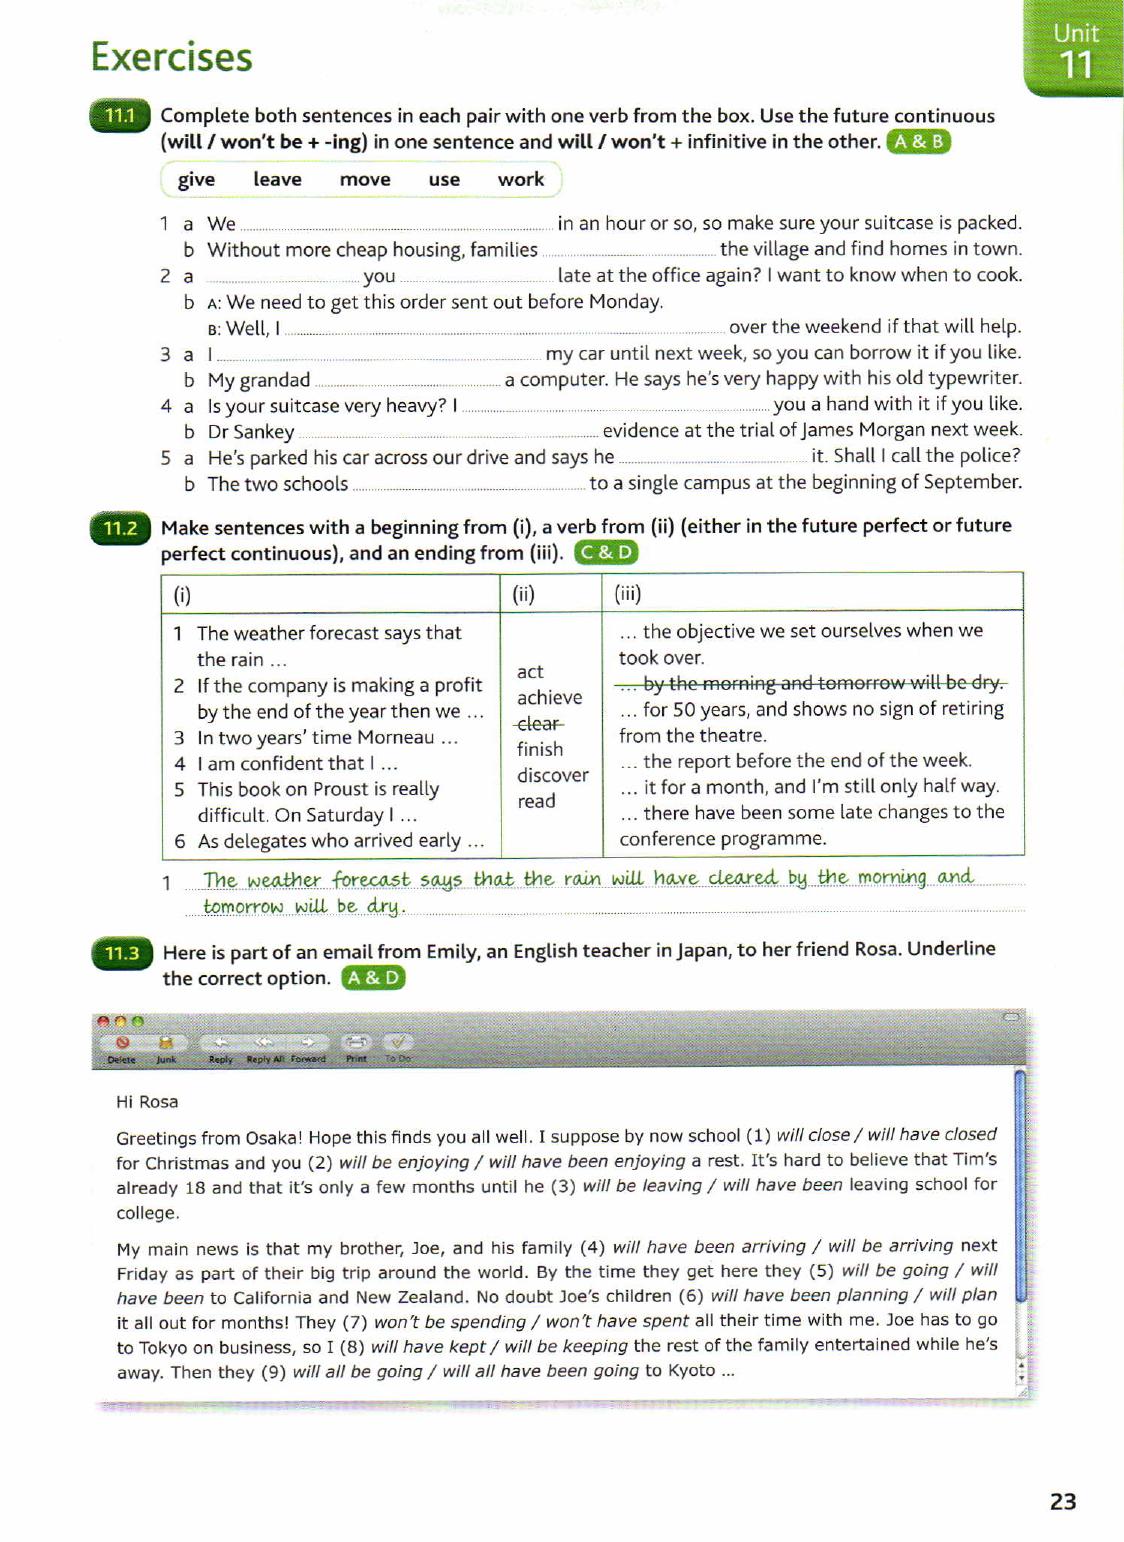 Unit
11
Exercises
11.1 Complete both sentences in each pair with one verb from the box. Use the future continuous
(will / won't be + -ing) in one sentence and will / won't + infinitive in the other. A & B
give leave move use work
1 a We ........ in an hour or so, so make sure your suitcase is packed.
b Without more cheap housing, families ........ the village and find homes in town.
2 a ........ you ........ late at the office again? I want to know when to cook.
b A: We need to get this order sent out before Monday.
B: Well, I ........ over the weekend if that will help.
3 a I ........ my car until next week, so you can borrow it if you like.
b My grandad ........ a computer. He says he's very happy with his old typewriter.
4 a Is your suitcase very heavy? I ........ you a hand with it if you like.
b Dr Sankey ........ evidence at the trial of James Morgan next week.
5 a He's parked his car across our drive and says he ........ it. Shall I call the police?
b The two schools ........ to a single campus at the beginning of September.
11.2 Make sentences with a beginning from (i), a verb from (ii) (either in the future perfect or future
perfect continuous), and an ending from (iii). C & D
(i)
1 The weather forecast says that
the rain ...
2 If the company is making a profit
by the end of the year then we ...
3 In two years' time Morneau ...
4 I am confident that I ...
5 This book on Proust is really
difficult. On Saturday I ...
6 As delegates who arrived early ...
(ii)
act
achieve
clear
finish
discover
read
(iii)
... the objective we set ourselves when we
took over.
... by the morning and tomorrow will be dry.
... for 50 years, and shows no sign of retiring
from the theatre.
... the report before the end of the week.
... it for a month, and I'm still only half way.
... there have been some late changes to the
conference programme.
1 The weather forecast says that the rain will have cleared by the morning and
tomorrow will be dry.
11.3 Here is part of an email from Emily, an English teacher in Japan, to her friend Rosa. Underline
the correct option. A & D
Delete Junk Reply Reply All Forward Print To Do
Hi Rosa
Greetings from Osaka! Hope this finds you all well. I suppose by now school (1) will close / will have closed
for Christmas and you (2) will be enjoying / will have been enjoying a rest. It's hard to believe that Tim's
already 18 and that it's only a few months until he (3) will be leaving / will have been leaving school for
college.
My main news is that my brother, Joe, and his family (4) will have been arriving / will be arriving next
Friday as part of their big trip around the world. By the time they get here they (5) will be going / will
have been to California and New Zealand. No doubt Joe's children (6) will have been planning / will plan
it all out for months! They (7) won't be spending / won't have spent all their time with me. Joe has to go
to Tokyo on business, so I (8) will have kept / will be keeping the rest of the family entertained while he's
away. Then they (9) will all be going / will all have been going to Kyoto ...
23